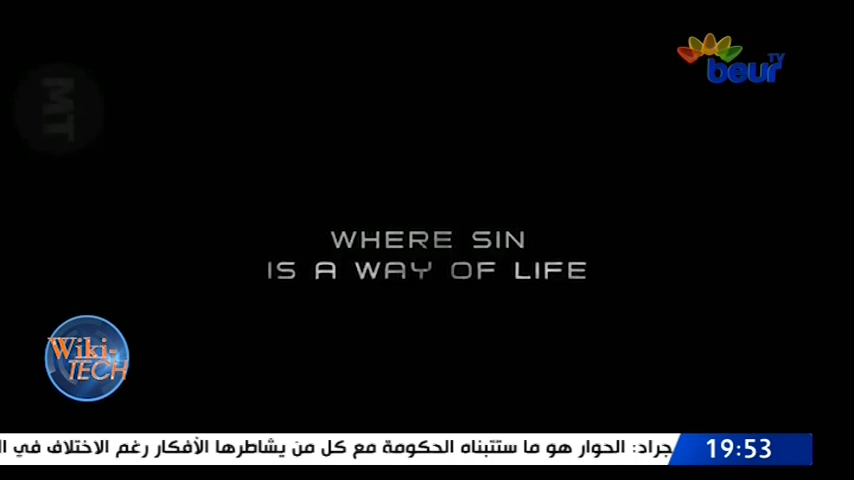 beur TV
MT
WHERE SIN
IS A WAY OF LIFE
Wiki-
TECH
جراد: الحوار هو ما ستتبناه الحكومة مع كل من يشاطرها الأفكار رغم الاختلاف في
19:53